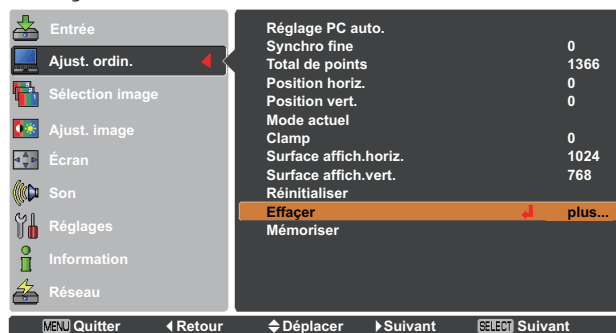 Entrée
Ajust. ordin.
Sélection image
Ajust. image
Écran
Son
Réglages
Information
Réseau
Réglage PC auto.
Synchro fine 0
Total de points 1366
Position horiz. 0
Position vert. 0
Mode actuel
Clamp 0
Surface affich.horiz. 1024
Surface affich.vert. 768
Réinitialiser
Effaçer plus...
Mémoriser
MENU Quitter Retour Déplacer Suivant SELECT Suivant